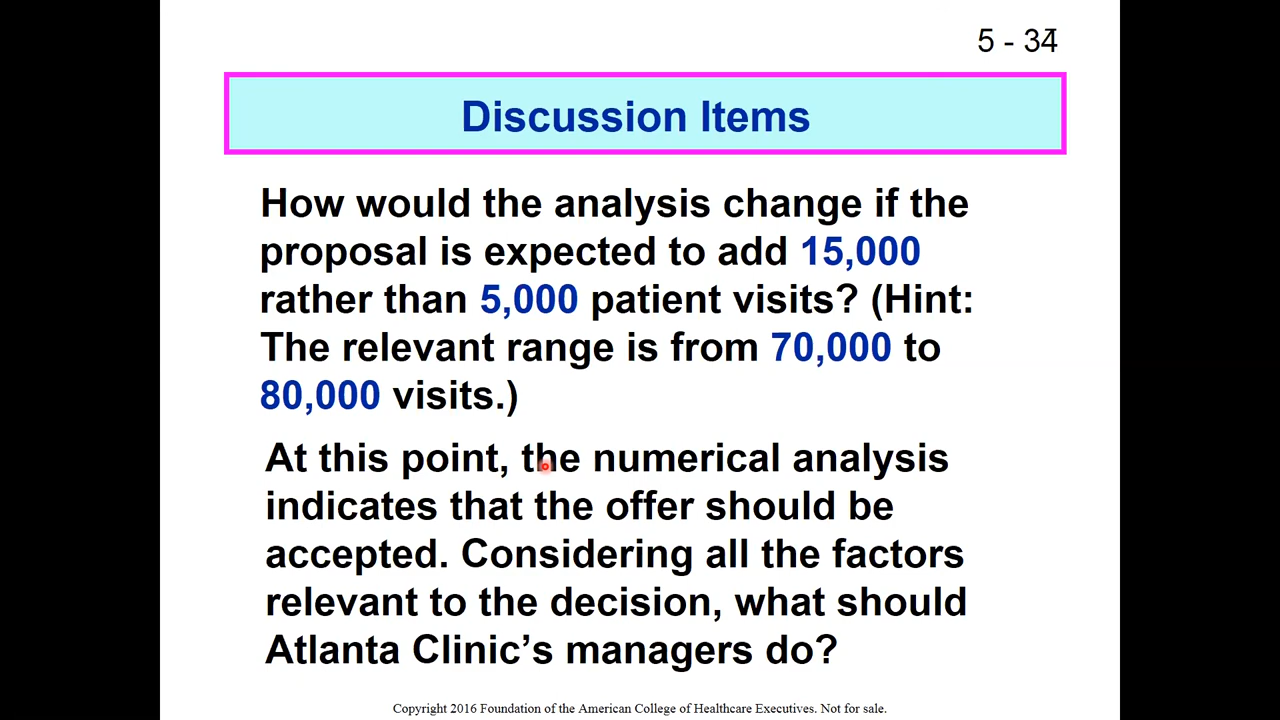 5 - 34
Discussion Items
How would the analysis change if the
proposal is expected to add 15,000
rather than 5,000 patient visits? (Hint:
The relevant range is from 70,000 to
80,000 visits.)
At this point, the numerical analysis
indicates that the offer should be
accepted. Considering all the factors
relevant to the decision, what should
Atlanta Clinic’s managers do?
Copyright 2016 Foundation of the American College of Healthcare Executives. Not for sale.